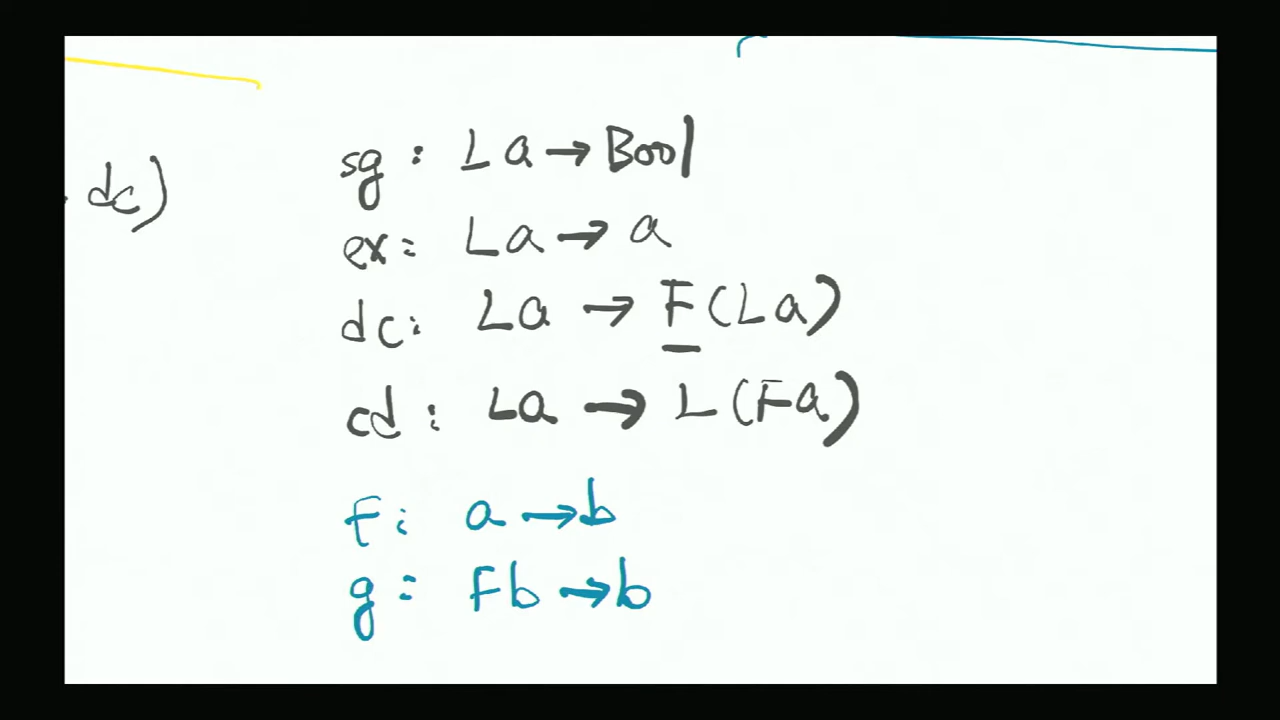 · dc)
sg : La → Bool
ex : La → a
dc : La → F(La)
cd : La → L(Fa)
f : a → b
g : Fb → b